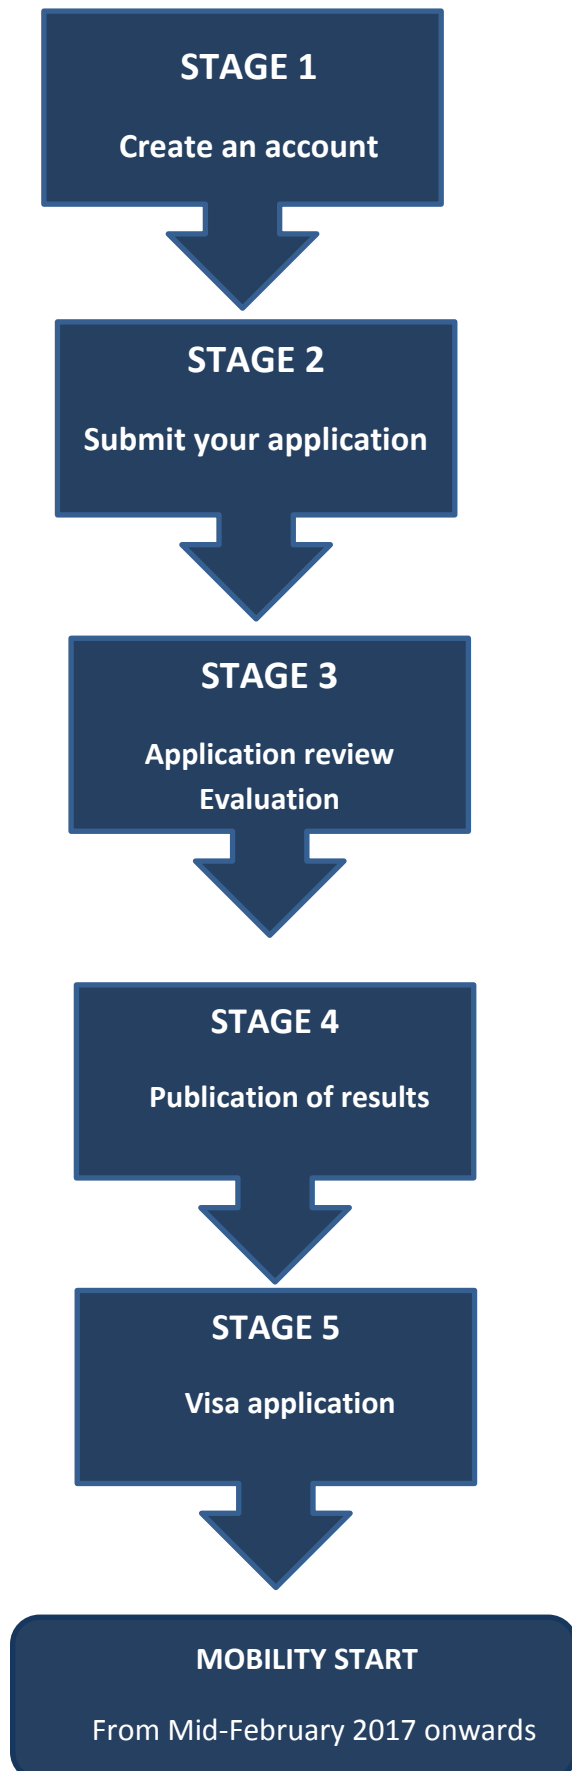 STAGE 1
Create an account
STAGE 2
Submit your application
STAGE 3
Application review
Evaluation
STAGE 4
Publication of results
STAGE 5
Visa application
MOBILITY START
From Mid-February 2017 onwards